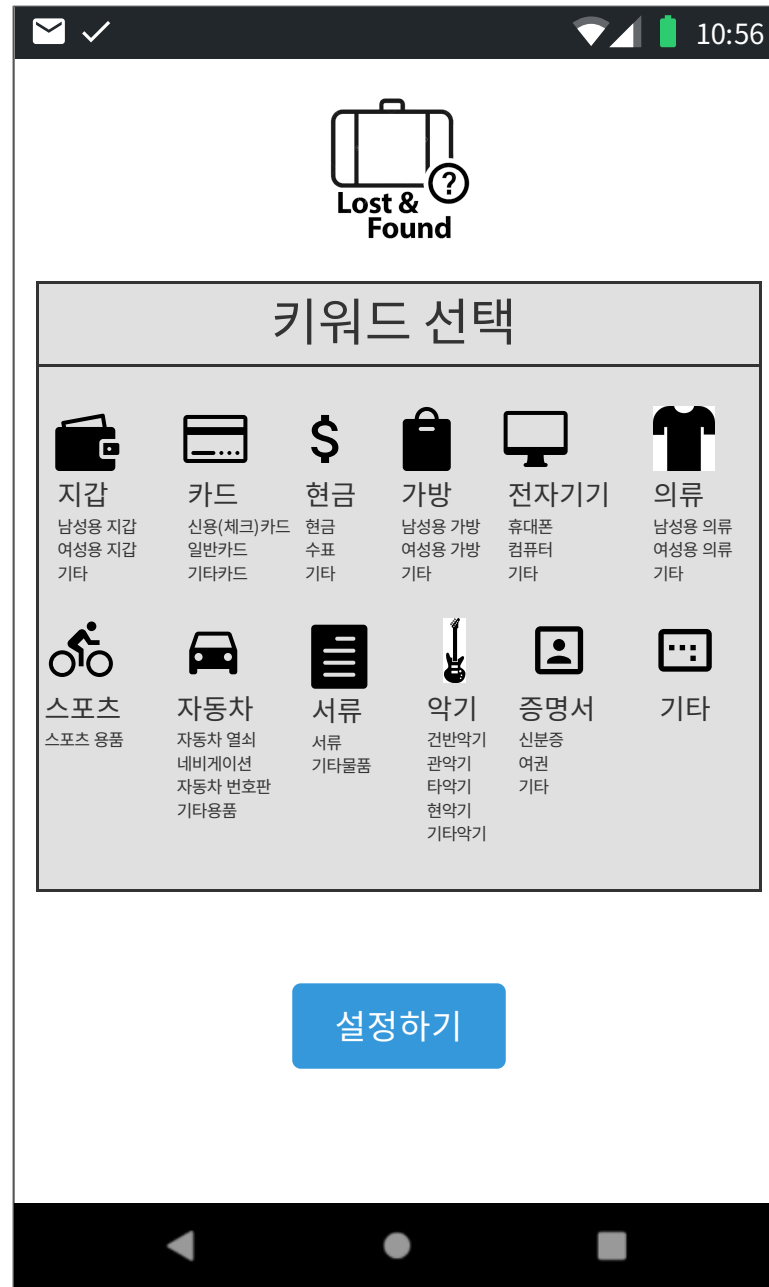 10:56
Lost &
Found
키워드 선택
지갑
남성용 지갑
여성용 지갑
기타
카드
신용(체크)카드
일반카드
기타카드
현금
현금
수표
기타
가방
남성용 가방
여성용 가방
기타
전자기기
휴대폰
컴퓨터
기타
의류
남성용 의류
여성용 의류
기타
스포츠
스포츠 용품
자동차
자동차 열쇠
네비게이션
자동차 번호판
기타용품
서류
서류
기타물품
악기
건반악기
관악기
타악기
현악기
기타악기
증명서
신분증
여권
기타
기타
설정하기